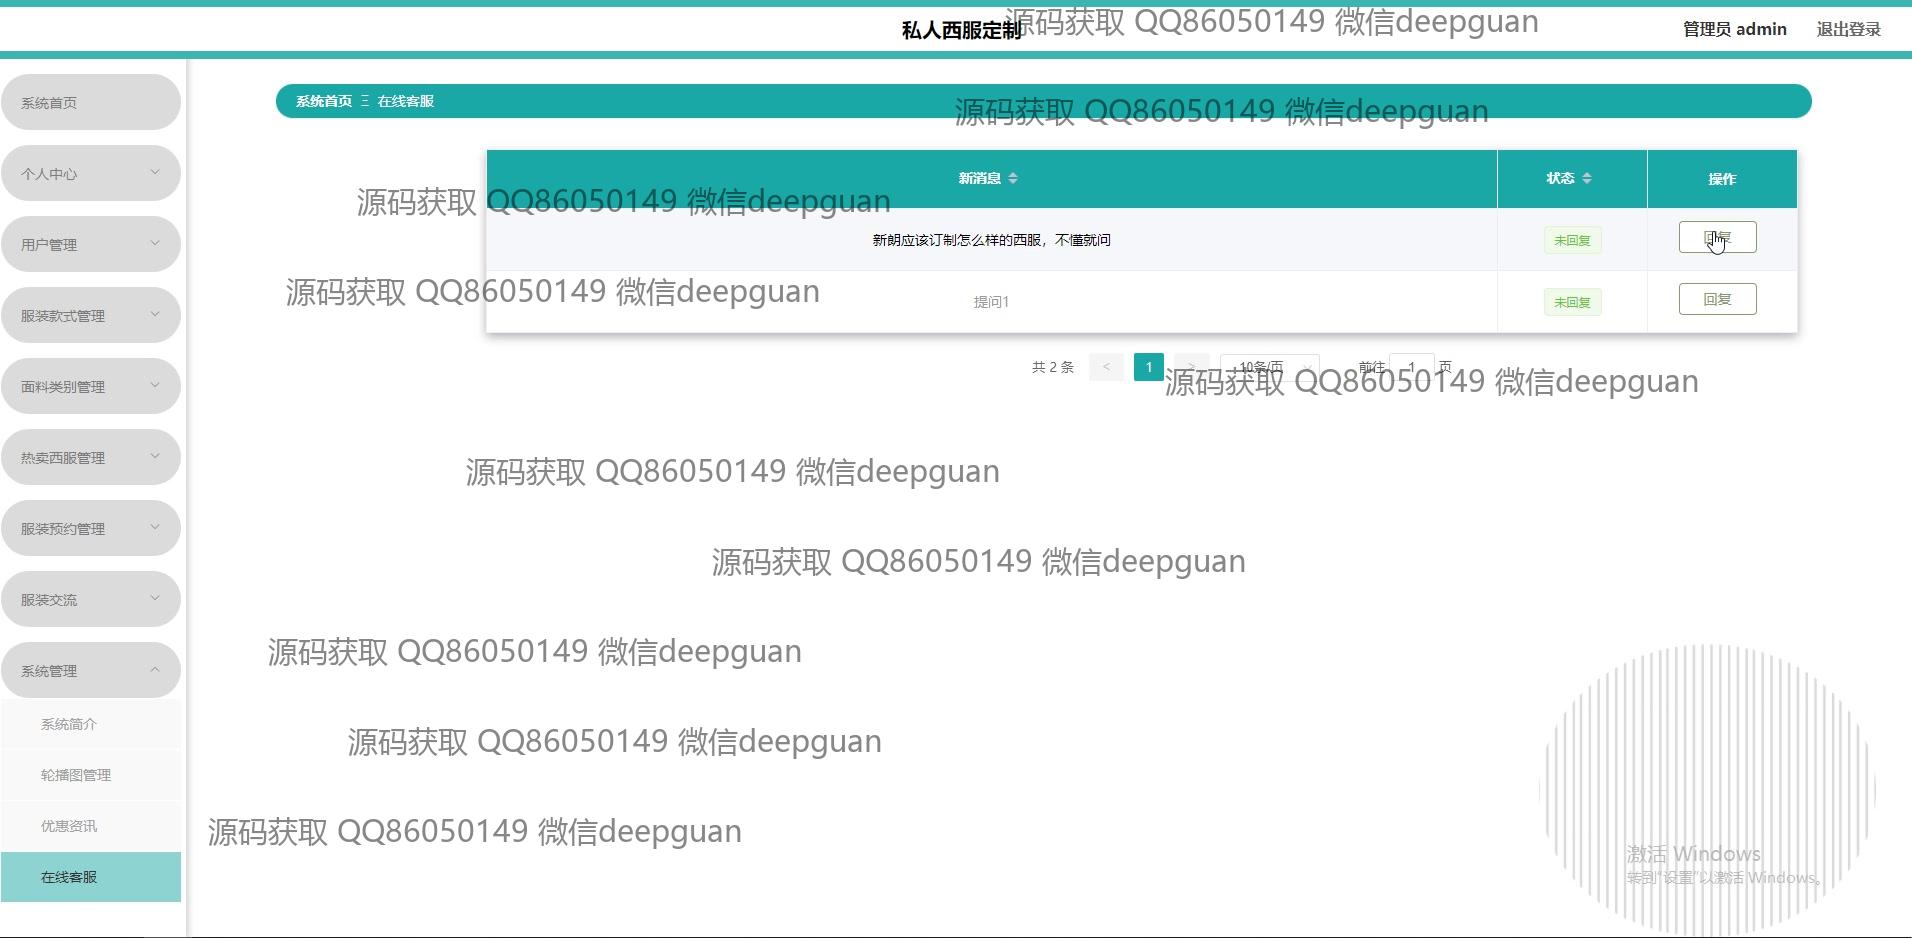 私人西服定制
源码获取 QQ86050149 微信deepguan
管理员 admin
退出登录
系统首页
个人中心
用户管理
服装款式管理
面料类别管理
热卖西服管理
服装预约管理
服装交流
系统管理
系统简介
轮播图管理
优惠资讯
在线客服
系统首页 Ξ 在线客服
源码获取 QQ86050149 微信deepguan
新消息
状态
操作
源码获取 QQ86050149 微信deepguan
新朗应该订制怎么样的西服，不懂就问
未回复
回复
源码获取 QQ86050149 微信deepguan
提问1
未回复
回复
共 2 条 < 1 > 10条/页 前往 1 页
源码获取 QQ86050149 微信deepguan
源码获取 QQ86050149 微信deepguan
源码获取 QQ86050149 微信deepguan
源码获取 QQ86050149 微信deepguan
源码获取 QQ86050149 微信deepguan
源码获取 QQ86050149 微信deepguan
激活 Windows
转到"设置"以激活 Windows。